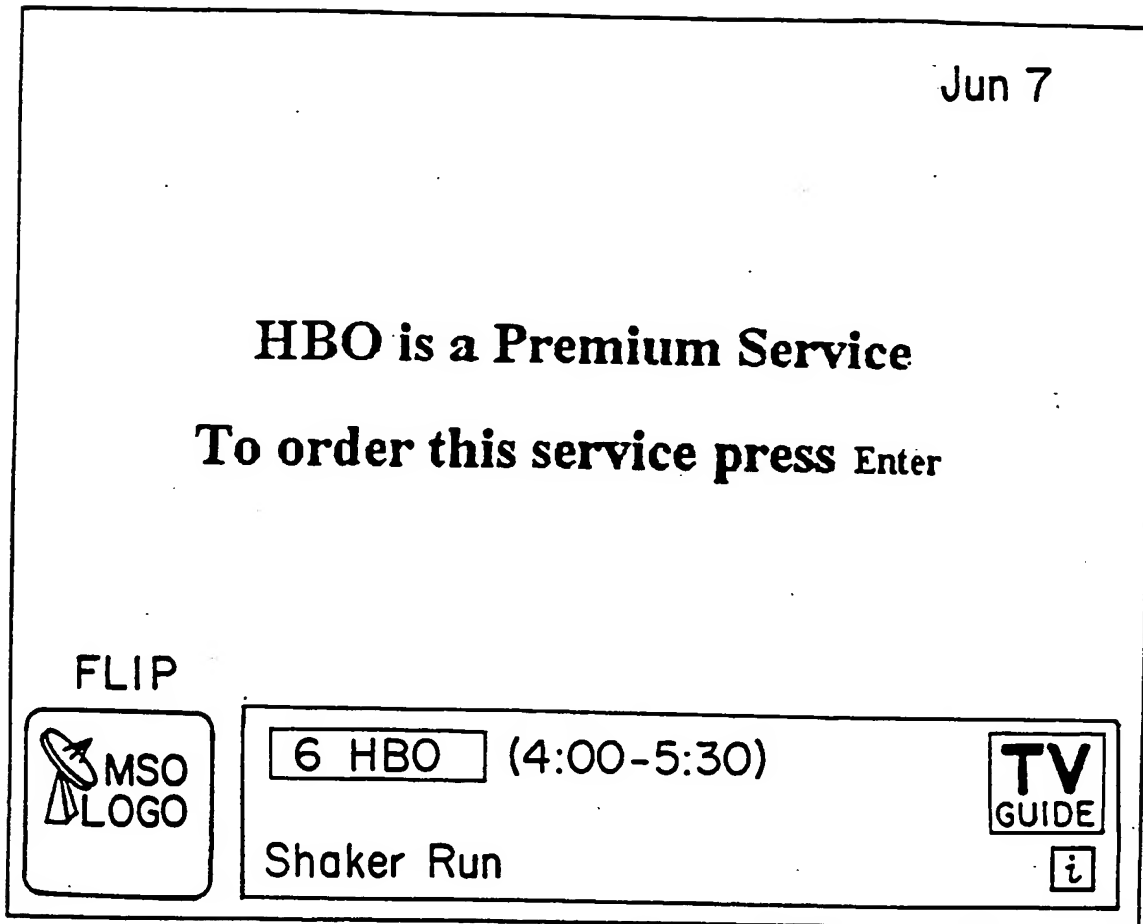 Jun 7
HBO is a Premium Service
To order this service press Enter
FLIP
MSO
LOGO
6 HBO (4:00-5:30)
TV
GUIDE
Shaker Run
i